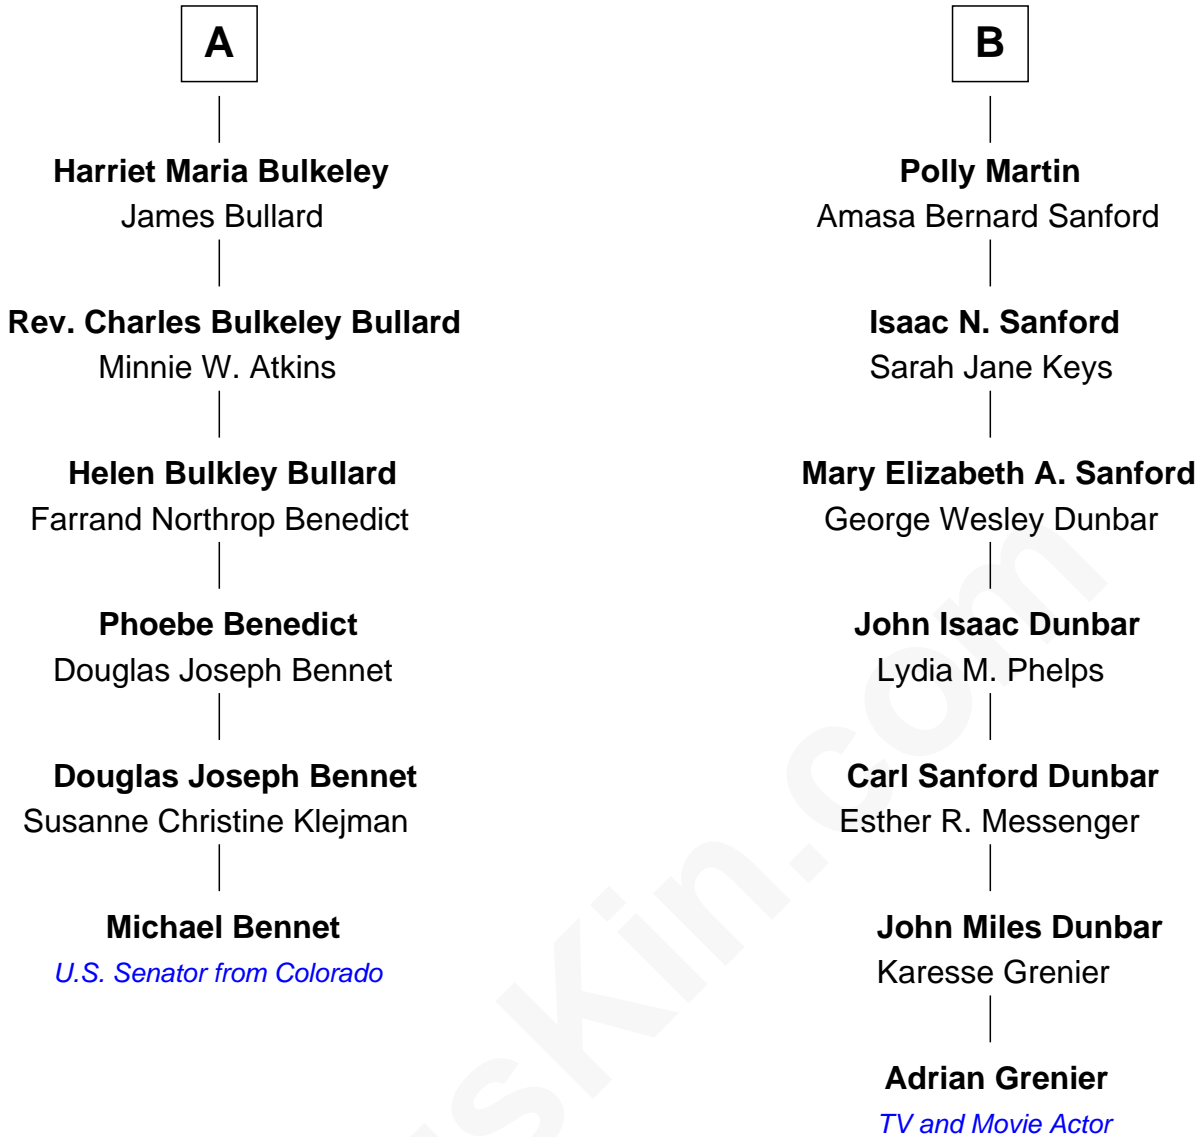 A
Harriet Maria Bulkeley
James Bullard
Rev. Charles Bulkeley Bullard
Minnie W. Atkins
Helen Bulkley Bullard
Farrand Northrop Benedict
Phoebe Benedict
Douglas Joseph Bennet
Douglas Joseph Bennet
Susanne Christine Klejman
Michael Bennet
U.S. Senator from Colorado
B
Polly Martin
Amasa Bernard Sanford
Isaac N. Sanford
Sarah Jane Keys
Mary Elizabeth A. Sanford
George Wesley Dunbar
John Isaac Dunbar
Lydia M. Phelps
Carl Sanford Dunbar
Esther R. Messenger
John Miles Dunbar
Karesse Grenier
Adrian Grenier
TV and Movie Actor
sKin.com